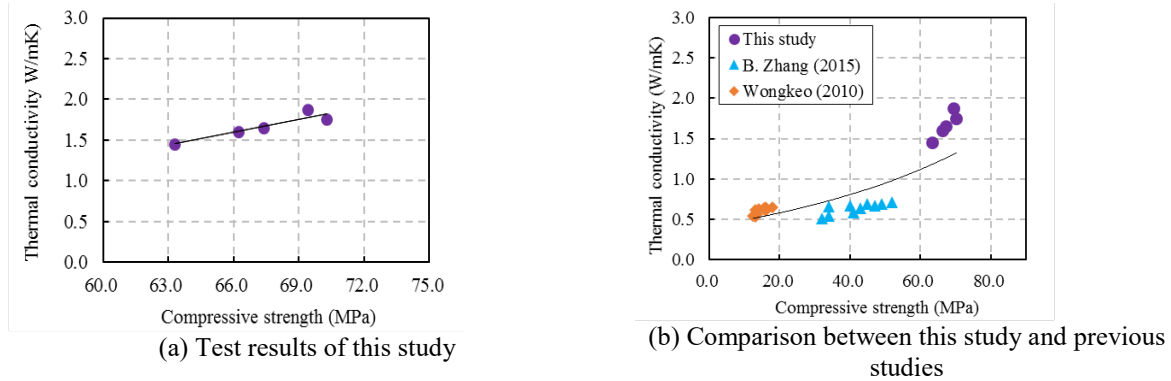 3.0
2.5
2.0
1.5
1.0
0.5
0.0
Thermal conductivity W/mK)
60.0 63.0 66.0 69.0 72.0 75.0
Compressive strength (MPa)
(a) Test results of this study
3.0
2.5
2.0
1.5
1.0
0.5
0.0
Thermal conductivity (W/mK)
This study
B. Zhang (2015)
Wongkeo (2010)
0.0 20.0 40.0 60.0 80.0
Compressive strength (MPa)
(b) Comparison between this study and previous
studies